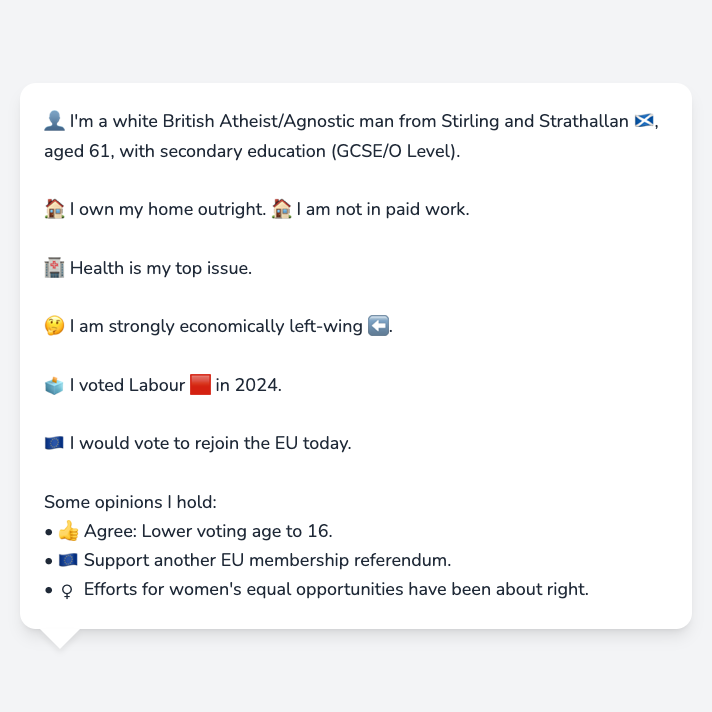 👤 I'm a white British Atheist/Agnostic man from Stirling and Strathallan 🏴󠁧󠁢󠁳󠁣󠁴󠁿,
aged 61, with secondary education (GCSE/O Level).
🏠 I own my home outright. 🏠 I am not in paid work.
🏥 Health is my top issue.
🤔 I am strongly economically left-wing ⬅️.
🗳️ I voted Labour 🟥 in 2024.
🇪🇺 I would vote to rejoin the EU today.
Some opinions I hold:
• 👍 Agree: Lower voting age to 16.
• 🇪🇺 Support another EU membership referendum.
• ♀ Efforts for women's equal opportunities have been about right.